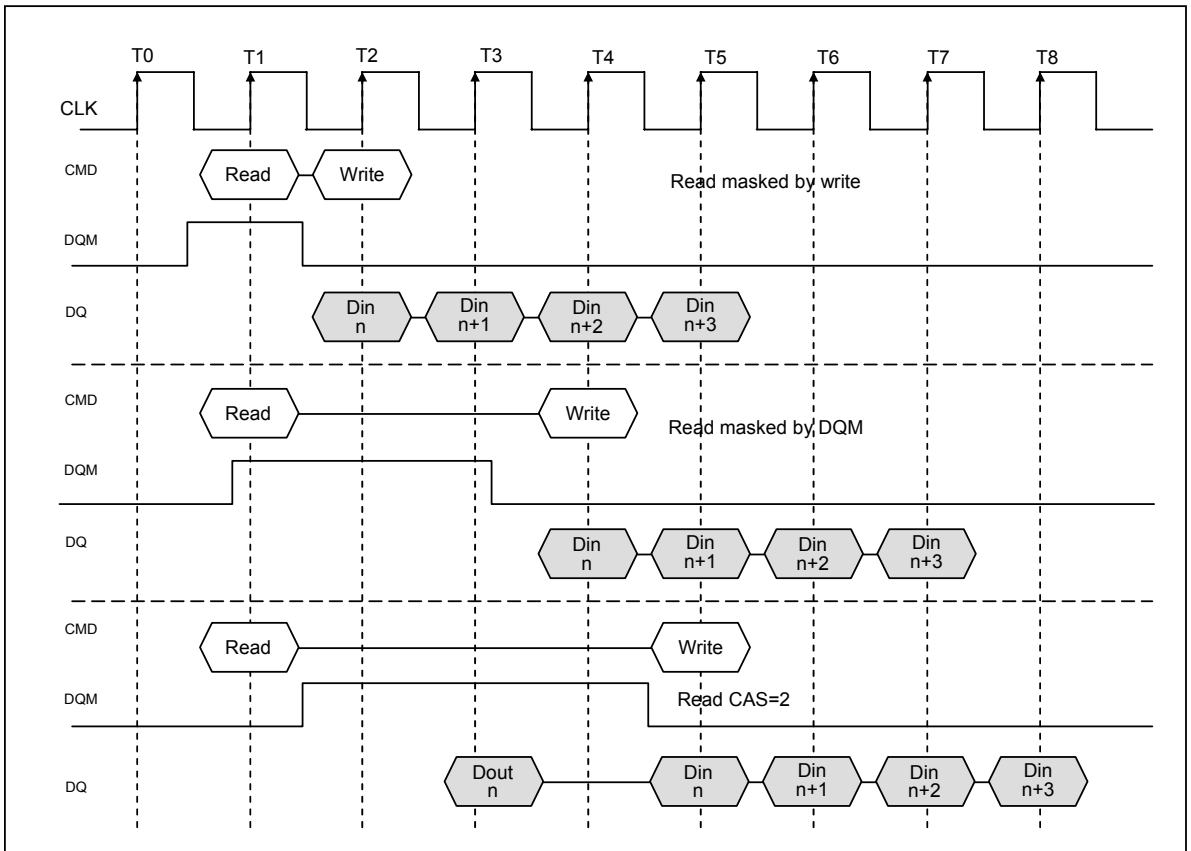 T0 T1 T2 T3 T4 T5 T6 T7 T8
CLK
CMD Read Write Read masked by write
DQM
DQ Din n Din n+1 Din n+2 Din n+3
CMD Read Write Read masked by DQM
DQM
DQ Din n Din n+1 Din n+2 Din n+3
CMD Read Write
DQM Read CAS=2
DQ Dout n Din n Din n+1 Din n+2 Din n+3